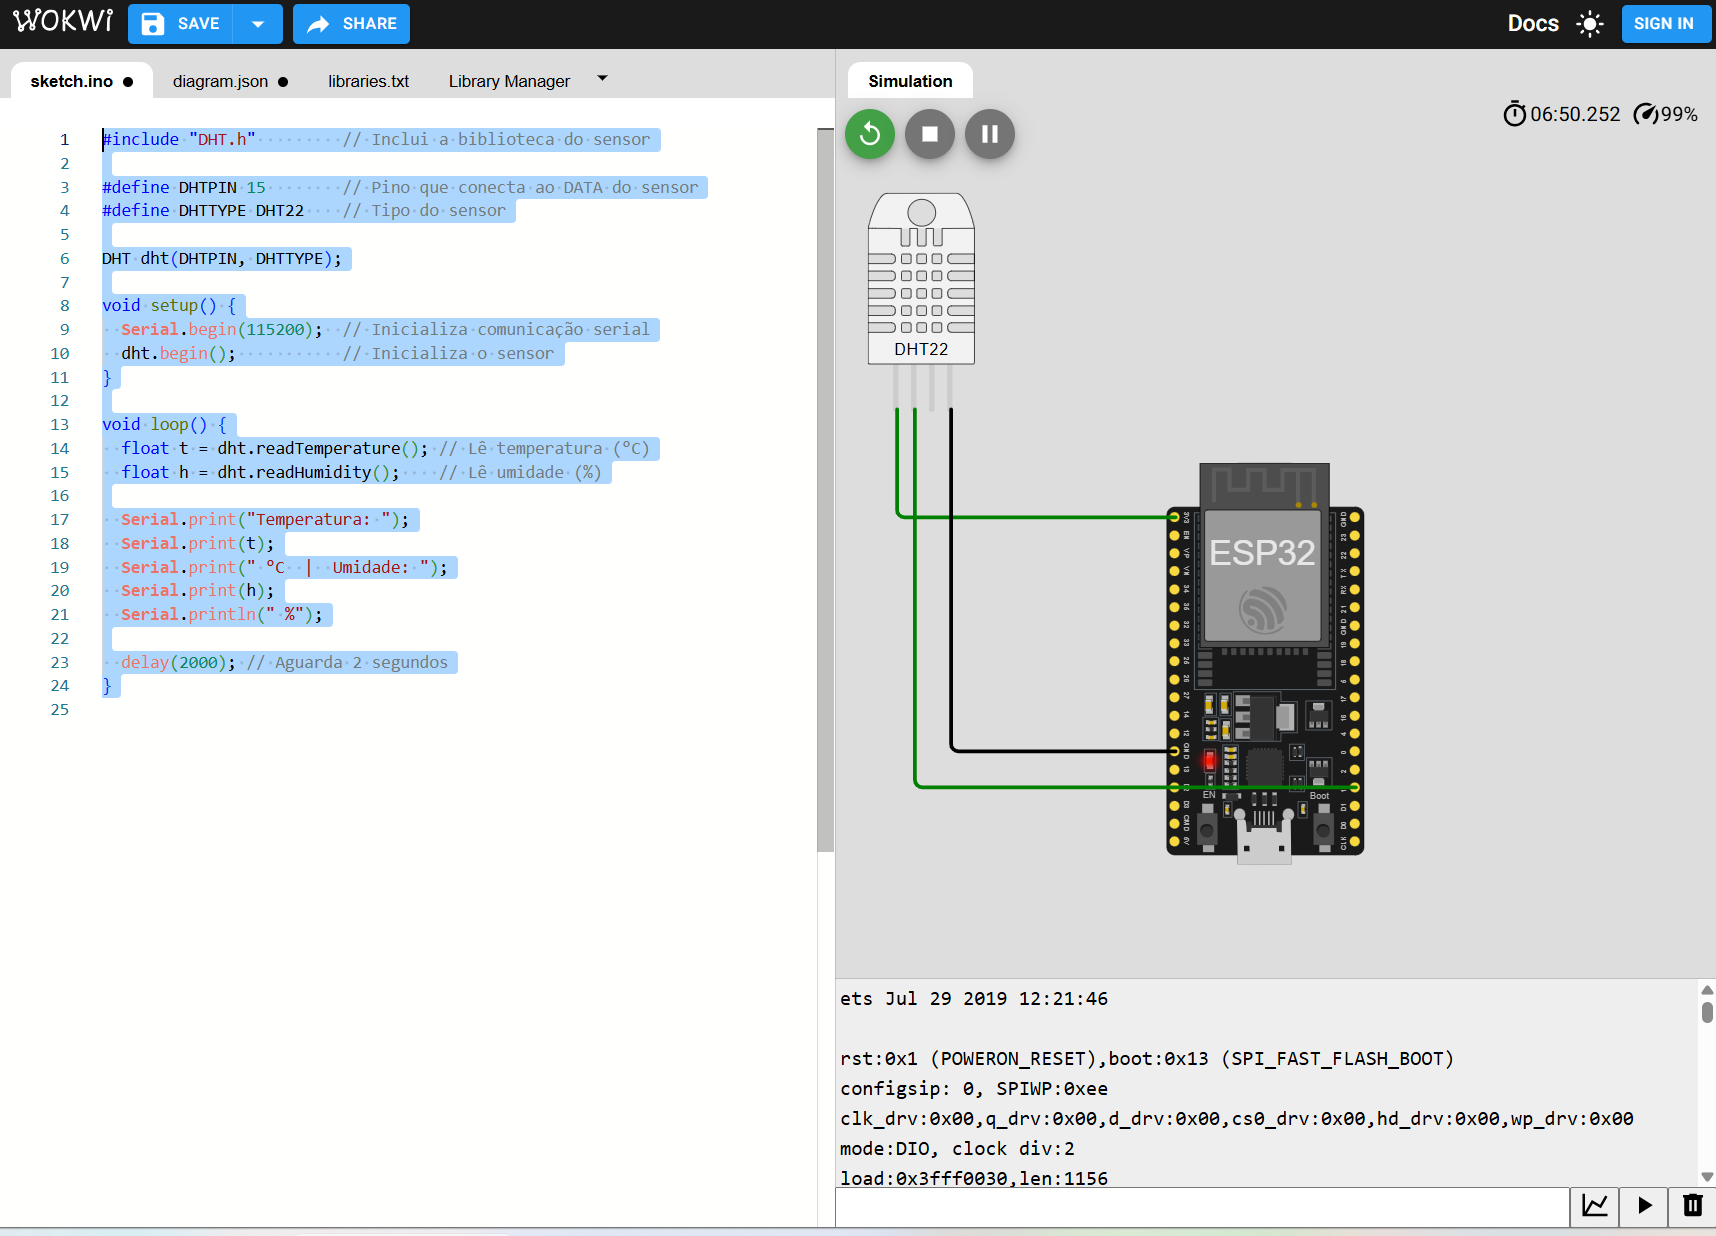 WOKWi
SAVE
SHARE
Docs
SIGN IN
sketch.ino
diagram.json
libraries.txt
Library Manager
Simulation
06:50.252
99%
1 #include "DHT.h" // Inclui a biblioteca do sensor
2
3 #define DHTPIN 15 // Pino que conecta ao DATA do sensor
4 #define DHTTYPE DHT22 // Tipo do sensor
5
6 DHT dht(DHTPIN, DHTTYPE);
7
8 void setup() {
9 Serial.begin(115200); // Inicializa comunicação serial
10 dht.begin(); // Inicializa o sensor
11 }
12
13 void loop() {
14 float t = dht.readTemperature(); // Lê temperatura (°C)
15 float h = dht.readHumidity(); // Lê umidade (%)
16
17 Serial.print("Temperatura: ");
18 Serial.print(t);
19 Serial.print(" °C | Umidade: ");
20 Serial.print(h);
21 Serial.println(" %");
22
23 delay(2000); // Aguarda 2 segundos
24 }
25
DHT22
ESP32
EN
Boot
ets Jul 29 2019 12:21:46
rst:0x1 (POWERON_RESET),boot:0x13 (SPI_FAST_FLASH_BOOT)
configsip: 0, SPIWP:0xee
clk_drv:0x00,q_drv:0x00,d_drv:0x00,cs0_drv:0x00,hd_drv:0x00,wp_drv:0x00
mode:DIO, clock div:2
load:0x3fff0030,len:1156